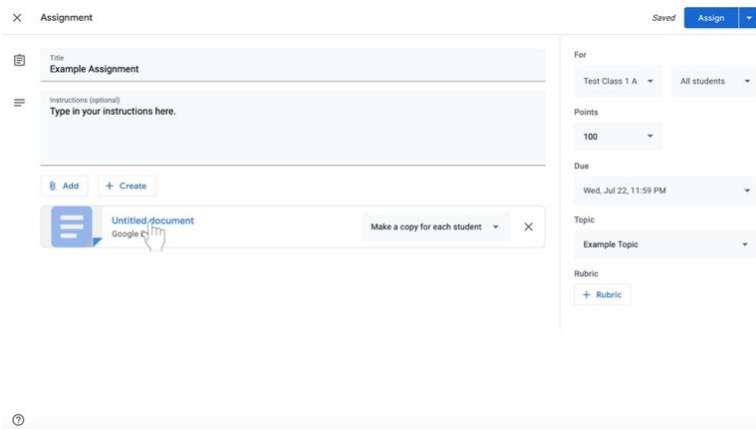 Assignment
Saved
Assign
Title
Example Assignment
Instructions (optional)
Type in your instructions here.
Add
+ Create
Untitled document
Google
Make a copy for each student
For
Test Class 1 A
All students
Points
100
Due
Wed, Jul 22, 11:59 PM
Topic
Example Topic
Rubric
+ Rubric